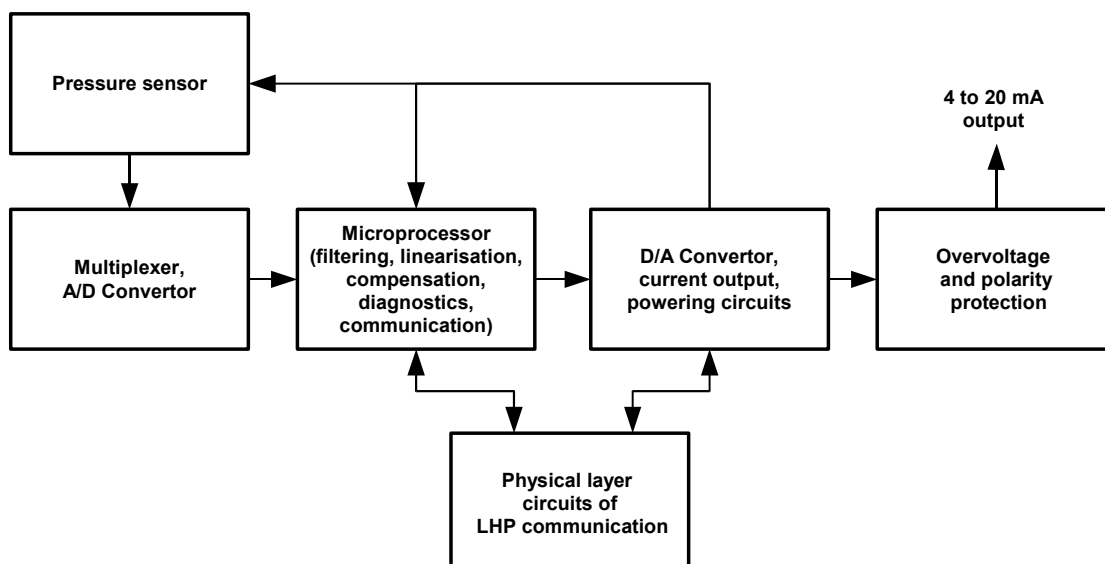 Pressure sensor
4 to 20 mA
output
Multiplexer,
A/D Convertor
Microprocessor
(filtering, linearisation,
compensation,
diagnostics,
communication)
D/A Convertor,
current output,
powering circuits
Overvoltage
and polarity
protection
Physical layer
circuits of
LHP communication